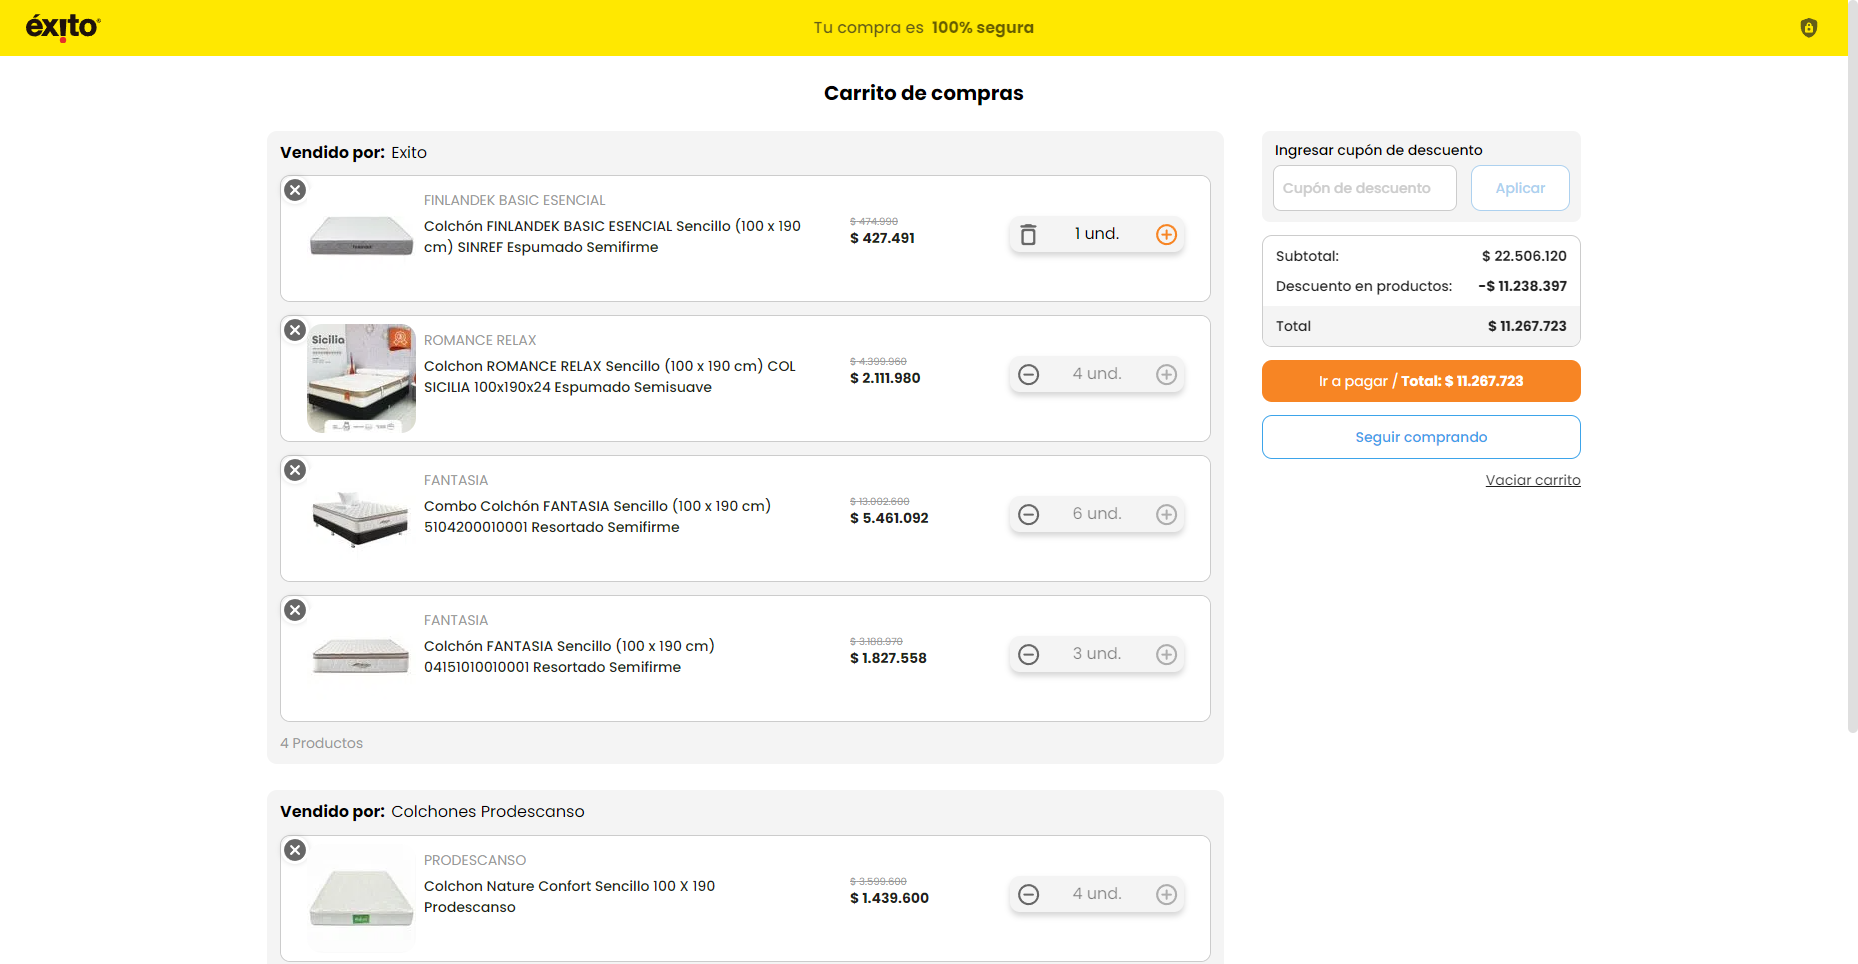 éxito
Tu compra es 100% segura
Carrito de compras
Vendido por: Exito
FINLANDEK BASIC ESENCIAL
Colchón FINLANDEK BASIC ESENCIAL Sencillo (100 x 190
cm) SINREF Espumado Semifirme
$ 474.990
$ 427.491
1 und.
Sicilia
ROMANCE RELAX
Colchon ROMANCE RELAX Sencillo (100 x 190 cm) COL
SICILIA 100x190x24 Espumado Semisuave
$ 4.399.960
$ 2.111.980
4 und.
FANTASIA
Combo Colchón FANTASIA Sencillo (100 x 190 cm)
5104200010001 Resortado Semifirme
$ 13.002.600
$ 5.461.092
6 und.
FANTASIA
Colchón FANTASIA Sencillo (100 x 190 cm)
04151010010001 Resortado Semifirme
$ 3.188.970
$ 1.827.558
3 und.
4 Productos
Vendido por: Colchones Prodescanso
PRODESCANSO
Colchon Nature Confort Sencillo 100 X 190
Prodescanso
$ 3.599.600
$ 1.439.600
4 und.
Ingresar cupón de descuento
Cupón de descuento
Aplicar
Subtotal: $ 22.506.120
Descuento en productos: -$ 11.238.397
Total $ 11.267.723
Ir a pagar / Total: $ 11.267.723
Seguir comprando
Vaciar carrito